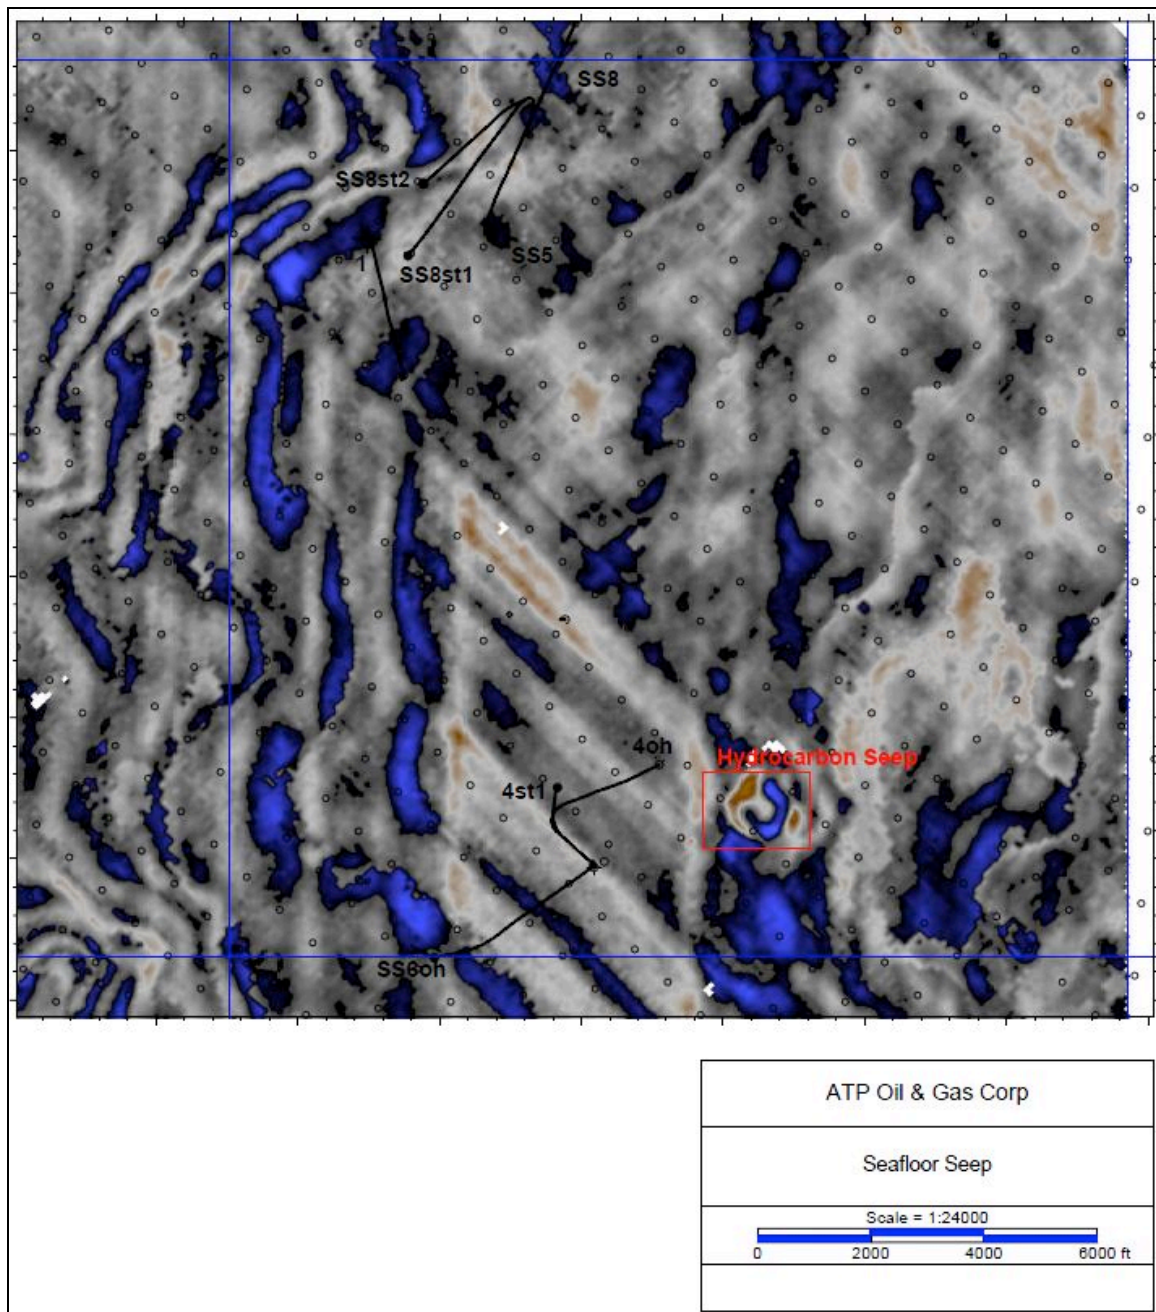 SS8
SS8st2
SS5
1
SS8st1
4oh
Hydrocarbon Seep
4st1
SS6oh
ATP Oil & Gas Corp
Seafloor Seep
Scale = 1:24000
0 2000 4000 6000 ft